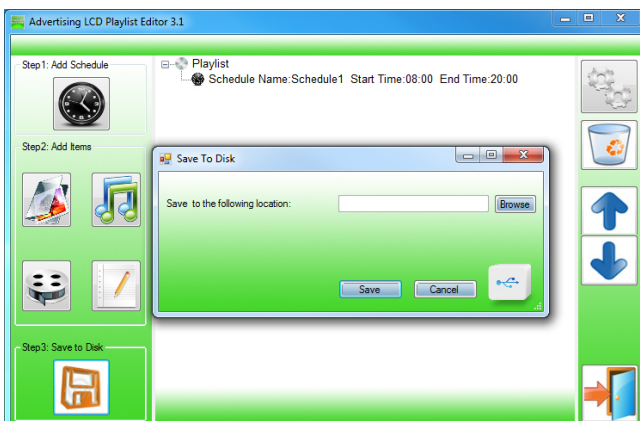 Advertising LCD Playlist Editor 3.1
Step1: Add Schedule
Playlist
Schedule Name:Schedule1 Start Time:08:00 End Time:20:00
Step2: Add Items
Save To Disk
Save to the following location:
Browse
Save
Cancel
Step3: Save to Disk